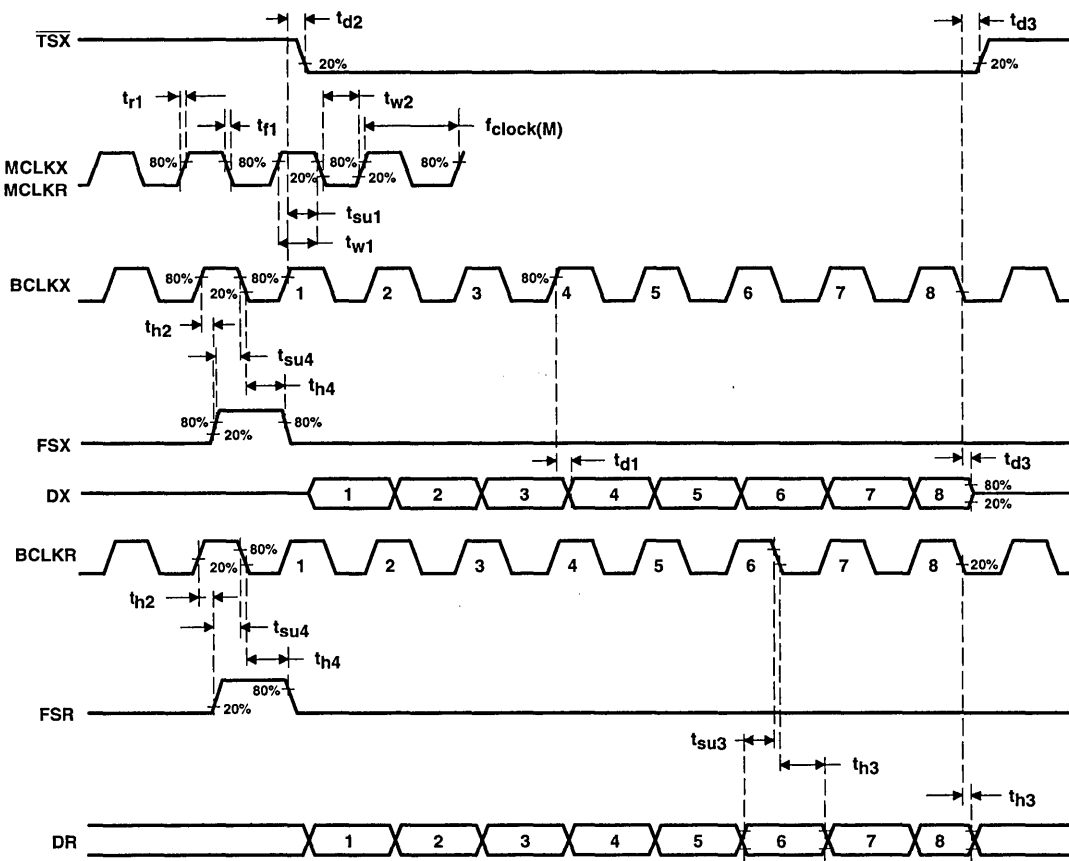 td2
td3
TSX
20%
20%
tr1
tf1
tw2
fclock(M)
MCLKX
MCLKR
80%
80%
20%
80%
20%
80%
tsu1
tw1
BCLKX
80%
20%
80%
1
2
3
80%
4
5
6
7
8
th2
tsu4
th4
FSX
80%
20%
80%
td1
td3
DX
1
2
3
4
5
6
7
8
80%
20%
BCLKR
20%
80%
1
2
3
4
5
6
7
8
20%
th2
tsu4
th4
FSR
20%
80%
tsu3
th3
th3
DR
1
2
3
4
5
6
7
8